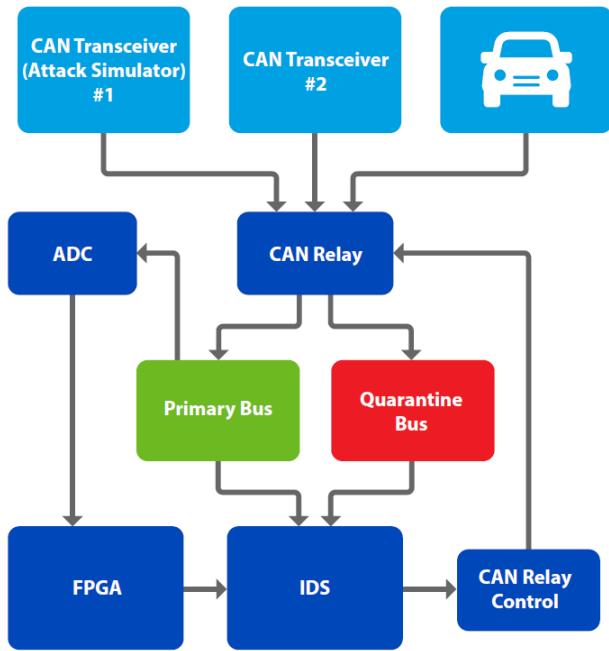 CAN Transceiver
(Attack Simulator)
#1
CAN Transceiver
#2
ADC
CAN Relay
Primary Bus
Quarantine
Bus
FPGA
IDS
CAN Relay
Control